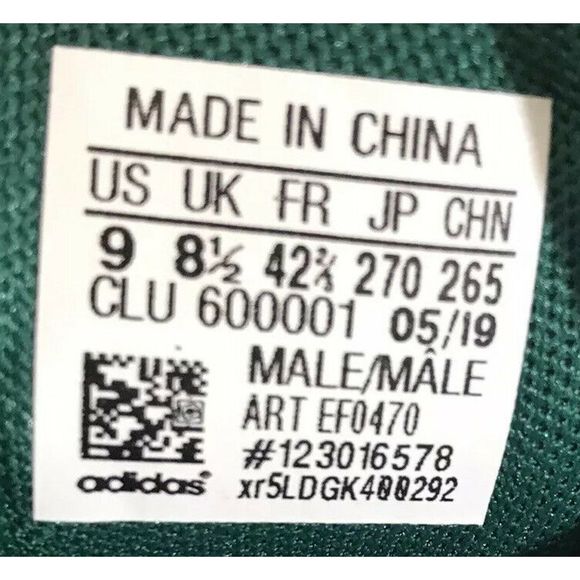 MADE IN CHINA
US UK FR JP CHN
9 8½ 42⅔ 270 265
CLU 600001 05/19
MALE/MÂLE
ART EF0470
#123016578
xr5LDGK400292
adidas